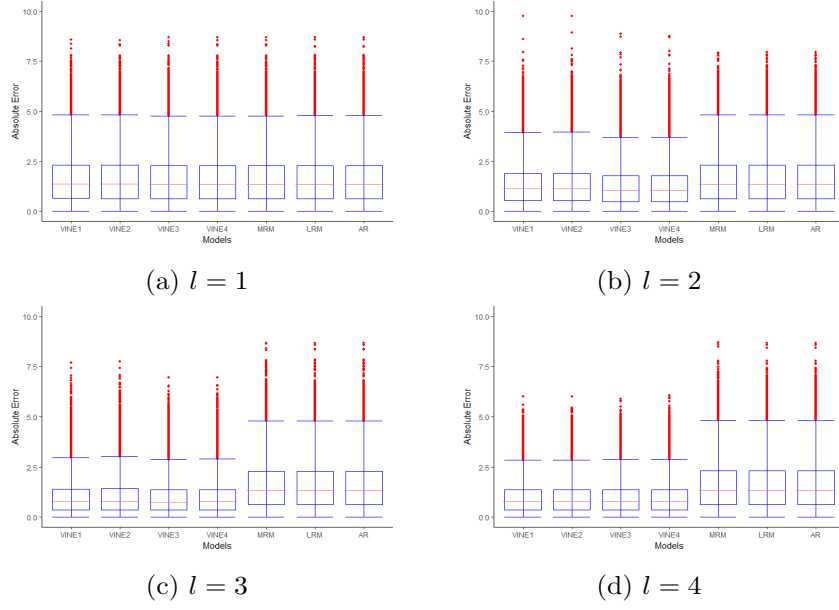 10.0
7.5
5.0
2.5
0.0
Absolute Error
VINE1 VINE2 VINE3 VINE4 MRM LRM AR
Models
(a) l = 1
10.0
7.5
5.0
2.5
0.0
Absolute Error
VINE1 VINE2 VINE3 VINE4 MRM LRM AR
Models
(b) l = 2
10.0
7.5
5.0
2.5
0.0
Absolute Error
VINE1 VINE2 VINE3 VINE4 MRM LRM AR
Models
(c) l = 3
10.0
7.5
5.0
2.5
0.0
Absolute Error
VINE1 VINE2 VINE3 VINE4 MRM LRM AR
Models
(d) l = 4